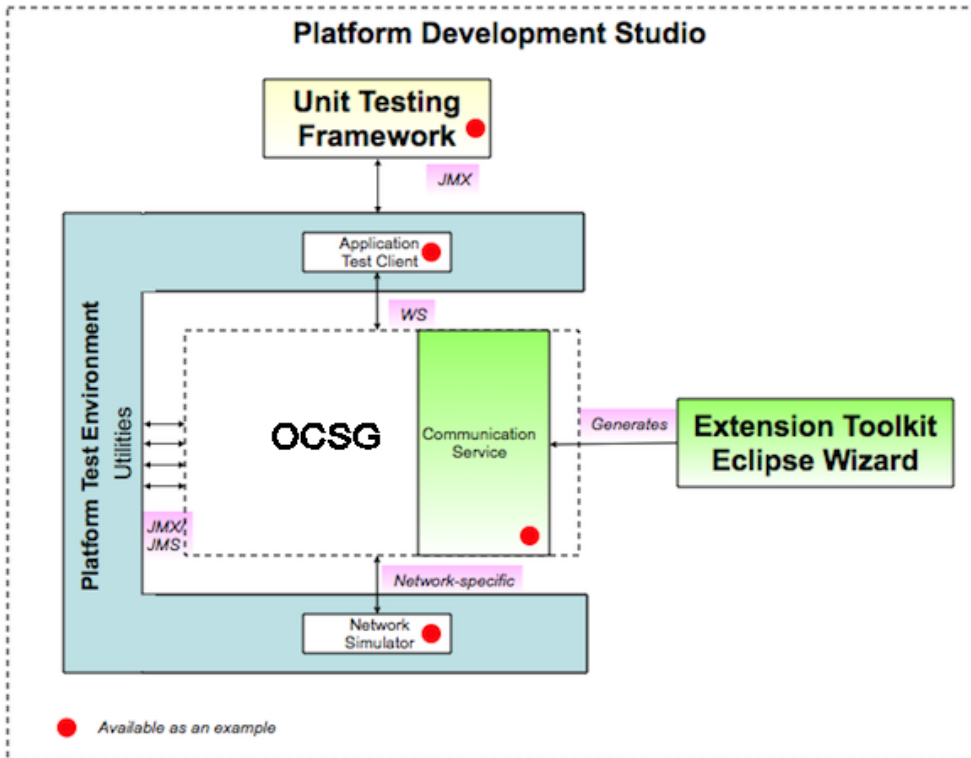 Platform Development Studio
Unit Testing
Framework
JMX
Application
Test Client
WS
Platform Test Environment
Utilities
OCSG
Communication
Service
Generates
Extension Toolkit
Eclipse Wizard
JMX/
JMS
Network-specific
Network
Simulator
Available as an example